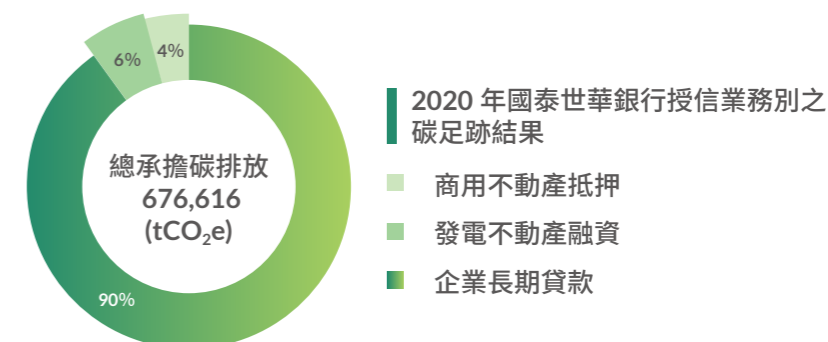 4%
6%
2020 年國泰世華銀行授信業務別之
碳足跡結果
總承擔碳排放
676,616
(tCO₂e)
商用不動產抵押
發電不動產融資
企業長期貸款
90%